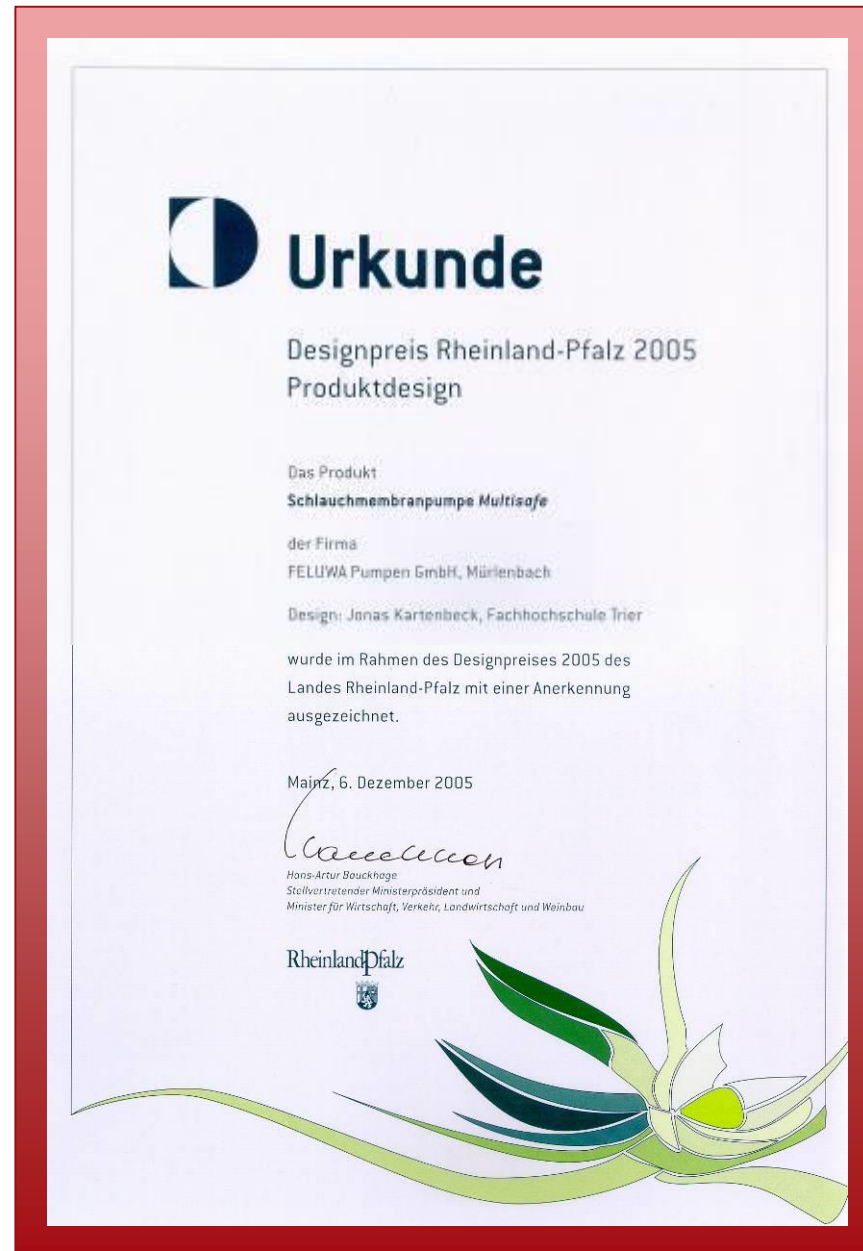 Urkunde
Designpreis Rheinland-Pfalz 2005
Produktdesign
Das Produkt
Schlauchmembranpumpe Multisafe
der Firma
FELUWA Pumpen GmbH, Mürlenbach
Design: Jonas Kartenbeck, Fachhochschule Trier
wurde im Rahmen des Designpreises 2005 des
Landes Rheinland-Pfalz mit einer Anerkennung
ausgezeichnet.
Mainz, 6. Dezember 2005
Hans-Artur Bauckhage
Stellvertretender Ministerpräsident und
Minister für Wirtschaft, Verkehr, Landwirtschaft und Weinbau
RheinlandPfalz